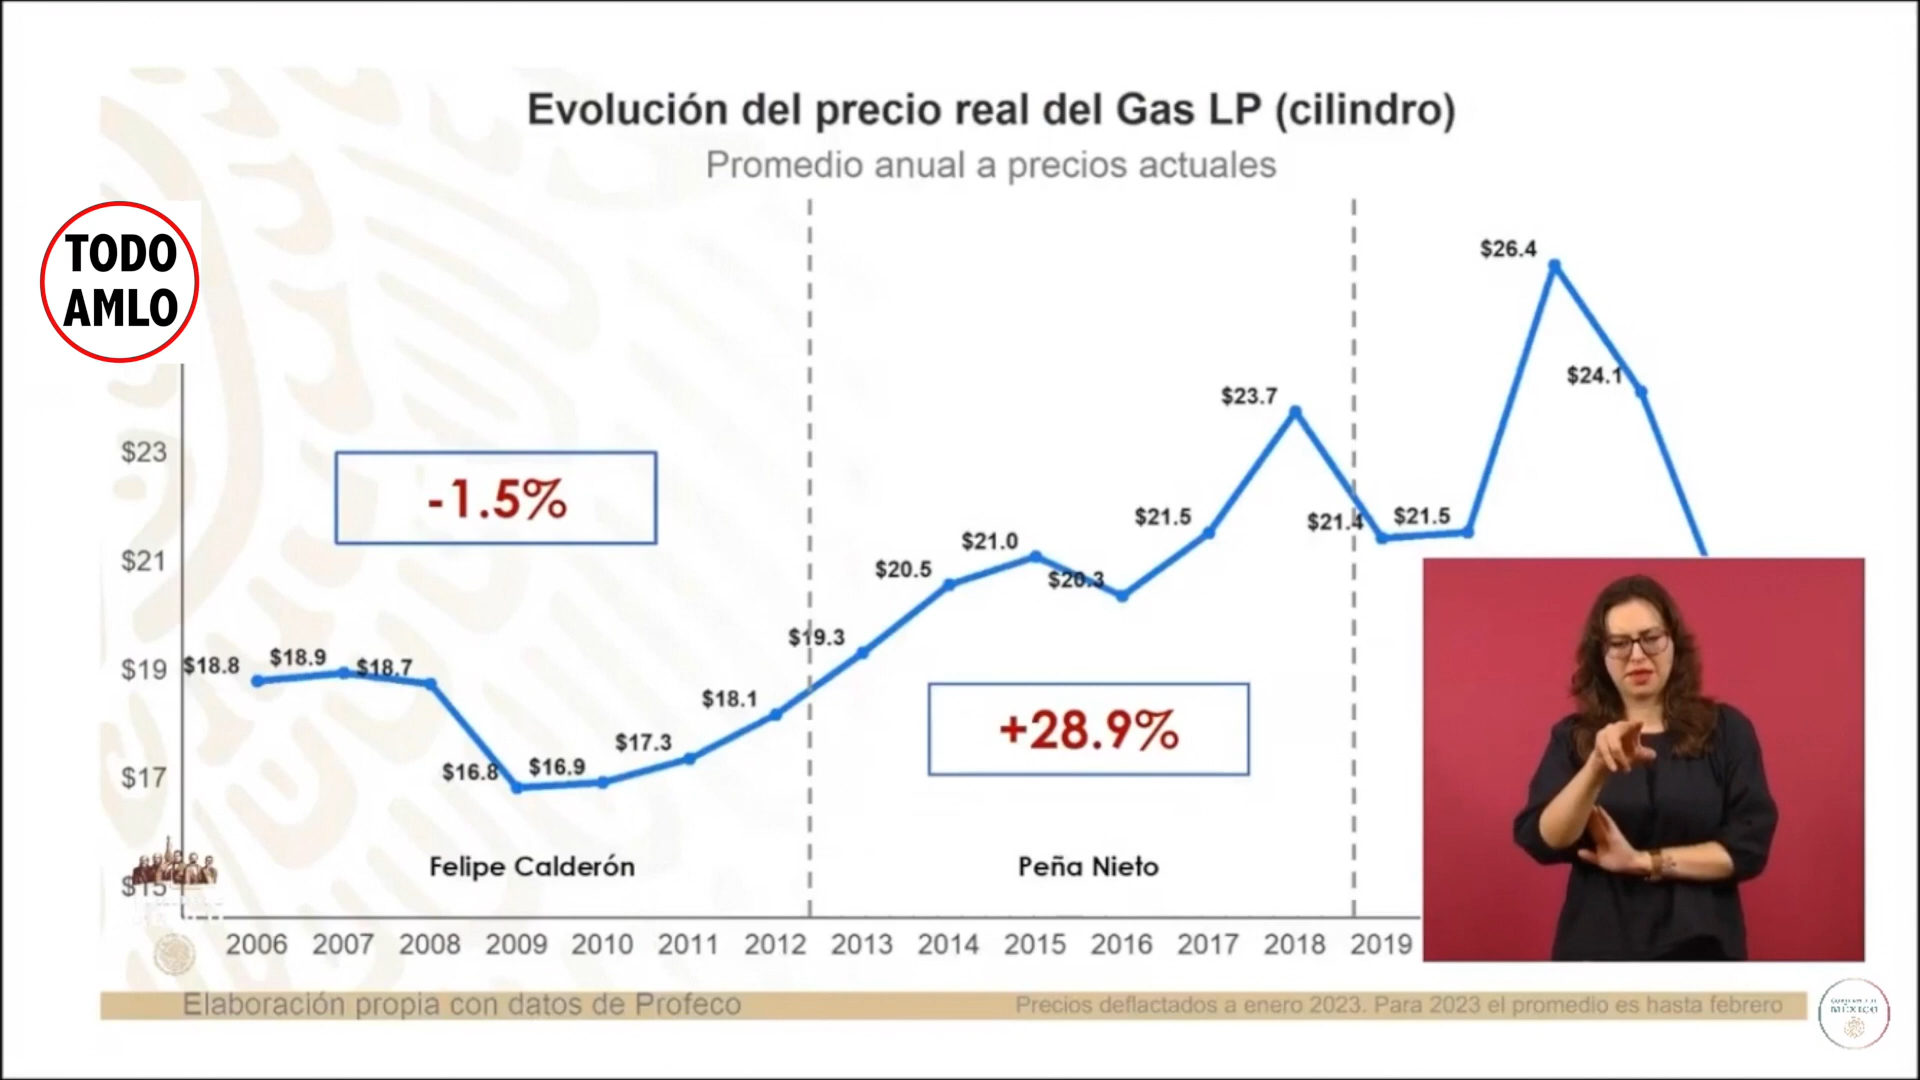 Evolución del precio real del Gas LP (cilindro)
Promedio anual a precios actuales
TODO
AMLO
$26.4
$24.1
$23.7
$23
-1.5%
$21.5
$21.4
$21.5
$21
$21.0
$20.5
$20.3
$19.3
$19
$18.8
$18.9
$18.7
$18.1
$17.3
$17
$16.8
$16.9
+28.9%
Felipe Calderón
Peña Nieto
$15
2006 2007 2008 2009 2010 2011 2012 2013 2014 2015 2016 2017 2018 2019
Elaboración propia con datos de Profeco
Precios deflactados a enero 2023. Para 2023 el promedio es hasta febrero
MÉXICO